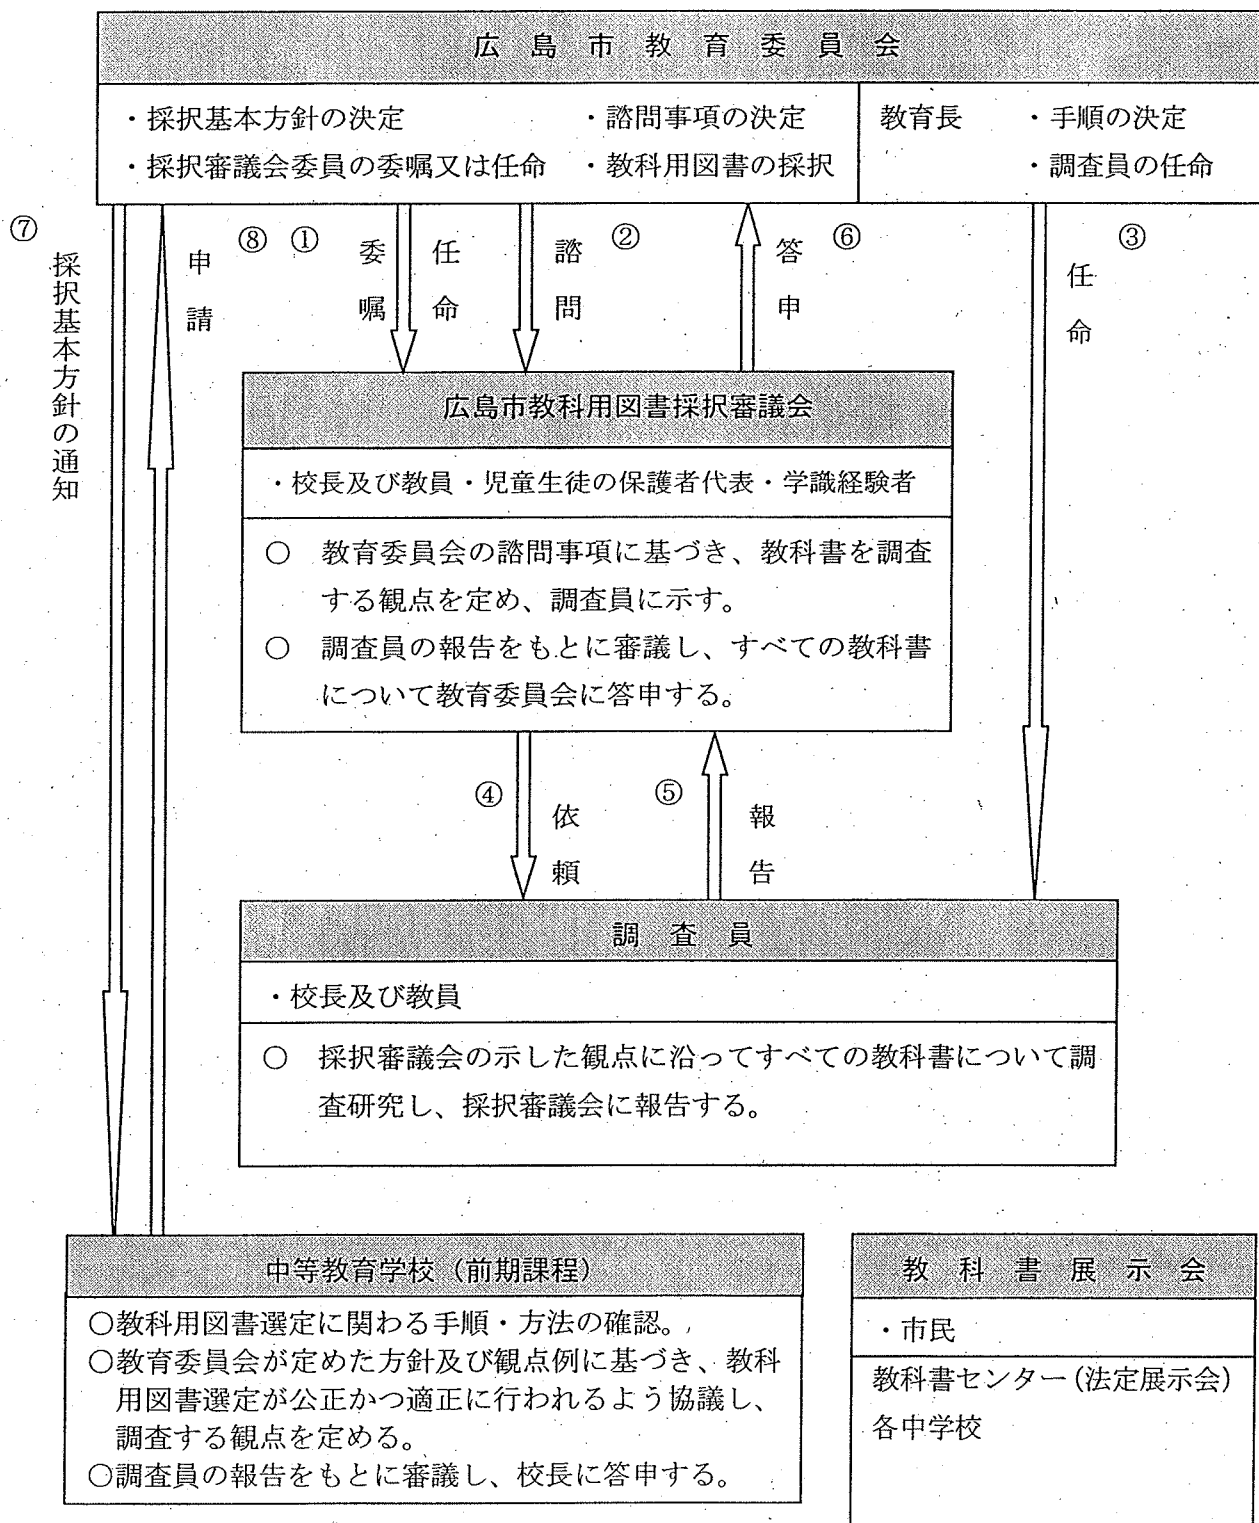 広島市教育委員会
・採択基本方針の決定
・採択審議会委員の委嘱又は任命
・諮問事項の決定
・教科用図書の採択
教育長
・手順の決定
・調査員の任命
⑦
採択基本方針の通知
申請
⑧
①
委嘱
任命
諮問
②
答申
⑥
③
任命
広島市教科用図書採択審議会
・校長及び教員・児童生徒の保護者代表・学識経験者
○ 教育委員会の諮問事項に基づき、教科書を調査
する観点を定め、調査員に示す。
○ 調査員の報告をもとに審議し、すべての教科書
について教育委員会に答申する。
④
依頼
⑤
報告
調査員
・校長及び教員
○ 採択審議会の示した観点に沿ってすべての教科書について調
査研究し、採択審議会に報告する。
中等教育学校（前期課程）
○教科用図書選定に関わる手順・方法の確認。
○教育委員会が定めた方針及び観点例に基づき、教科
用図書選定が公正かつ適正に行われるよう協議し、
調査する観点を定める。
○調査員の報告をもとに審議し、校長に答申する。
教科書展示会
・市民
教科書センター（法定展示会）
各中学校